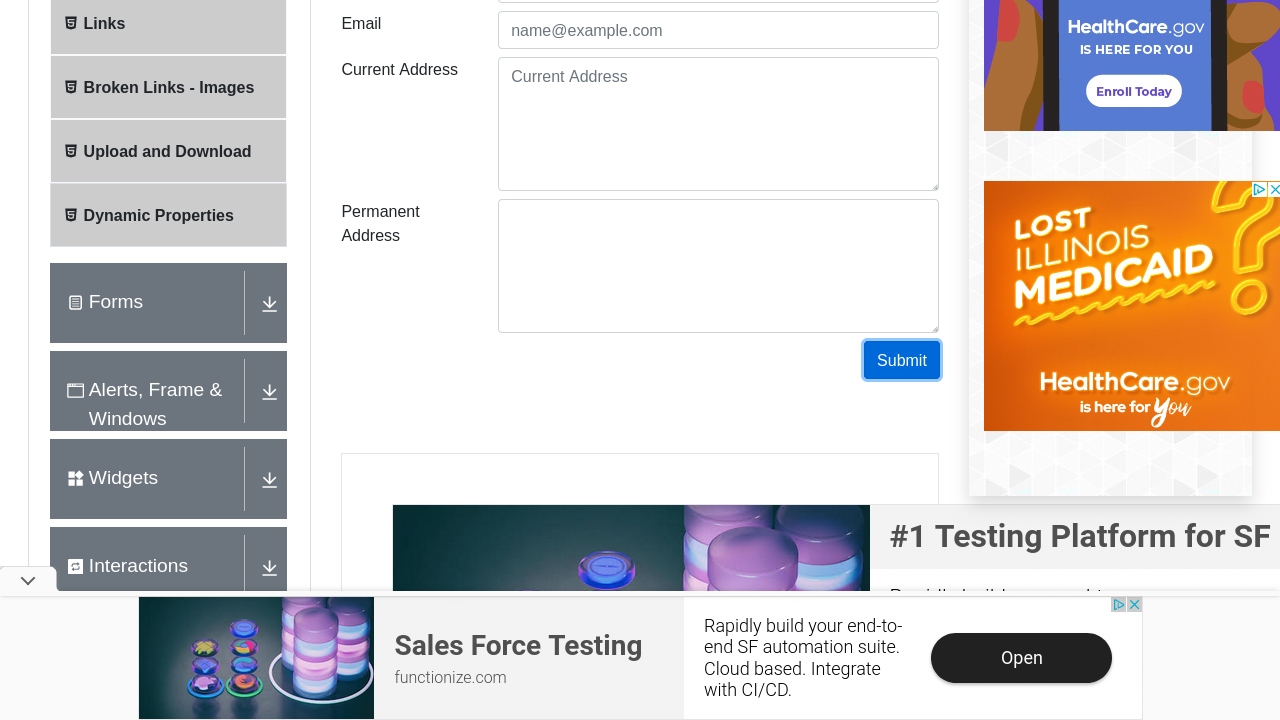 Links
Broken Links - Images
Upload and Download
Dynamic Properties
Forms
Alerts, Frame &
Windows
Widgets
Interactions
Email
name@example.com
Current Address
Current Address
Permanent
Address
Submit
HealthCare.gov
IS HERE FOR YOU
Enroll Today
LOST
ILLINOIS
MEDICAID
?
HealthCare.gov
is here for you
#1 Testing Platform for SF
Sales Force Testing
functionize.com
Rapidly build your end-to-
end SF automation suite.
Cloud based. Integrate
with CI/CD.
Open